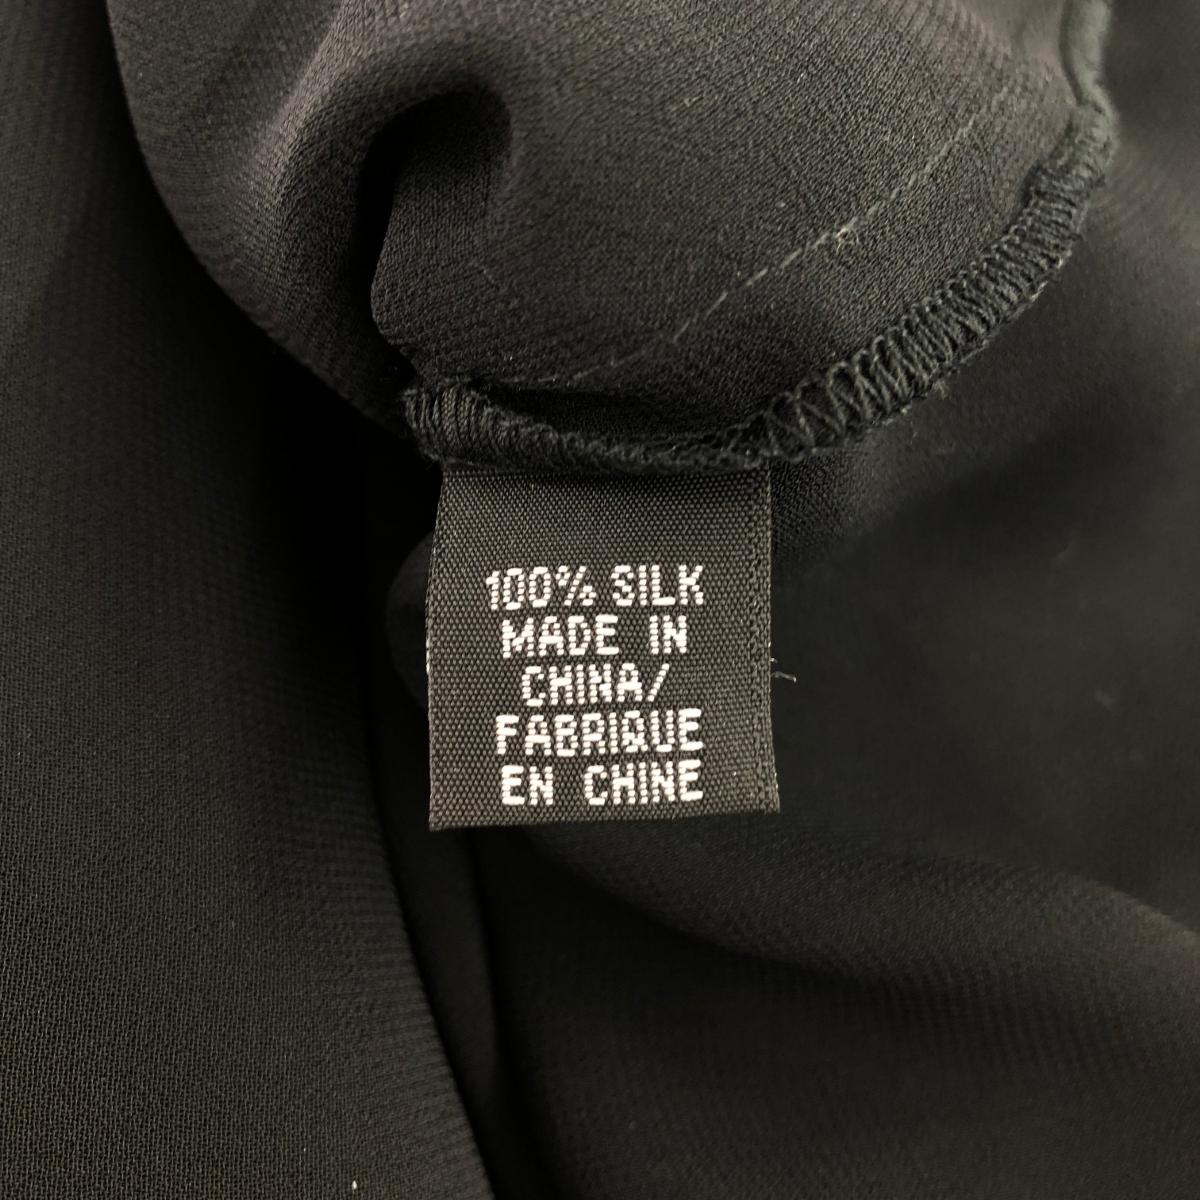 100% SILK
MADE IN
CHINA/
FABRIQUE
EN CHINE